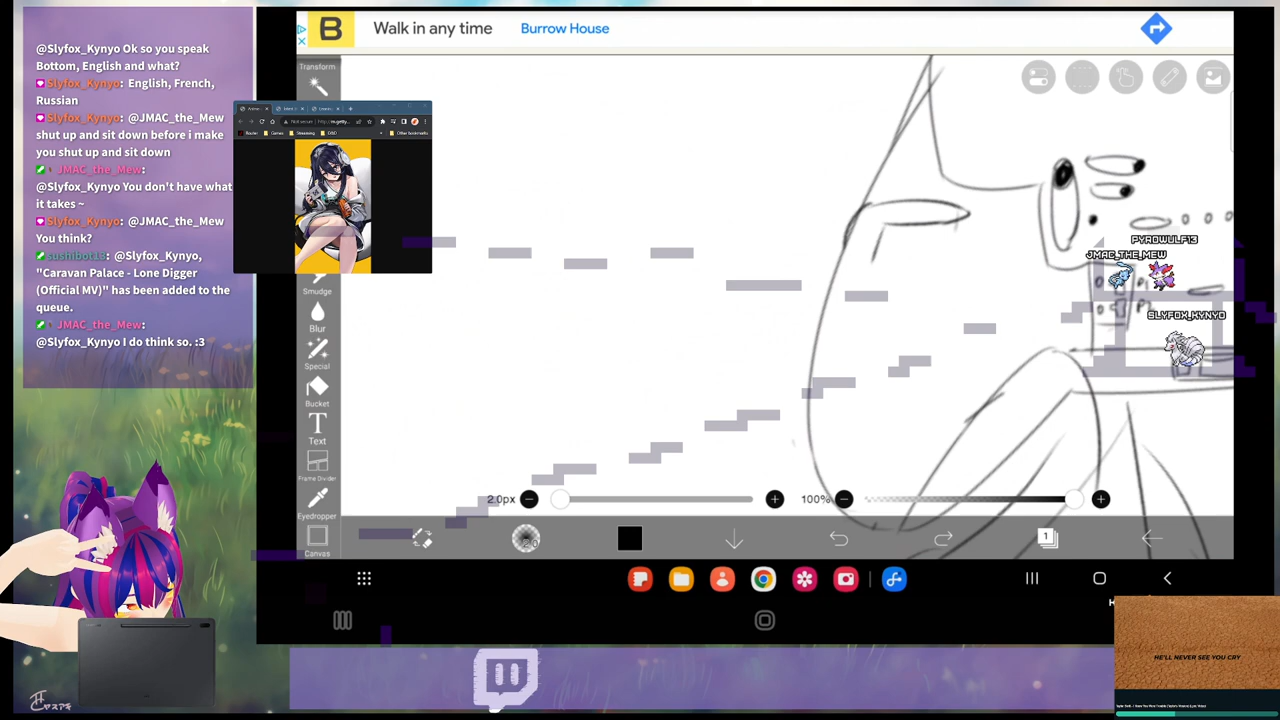 @Slyfox_Kynyo Ok so you speak
Bottom, English and what?
Slyfox_Kynyo: English, French,
Russian
Slyfox_Kynyo: @JMAC_the_Mew
shut up and sit down before i make
you shut up and sit down
JMAC_the_Mew:
@Slyfox_Kynyo You don't have what
it takes ~
Slyfox_Kynyo: @JMAC_the_Mew
You think?
@Slyfox_Kynyo,
"Caravan Palace - Lone Digger
(Official MV)" has been added to the
queue.
JMAC_the_Mew:
@Slyfox_Kynyo I do think so. :3
B
Walk in any time
Burrow House
Transform
Other bookmarks
Smudge
Blur
Special
Bucket
Text
Frame Divider
Eyedropper
Canvas
2.0px
100%
1
PYROWULF13
JMAC_THE_MEW
SLYFOX_KYNYO
HE'LL NEVER SEE YOU CRY